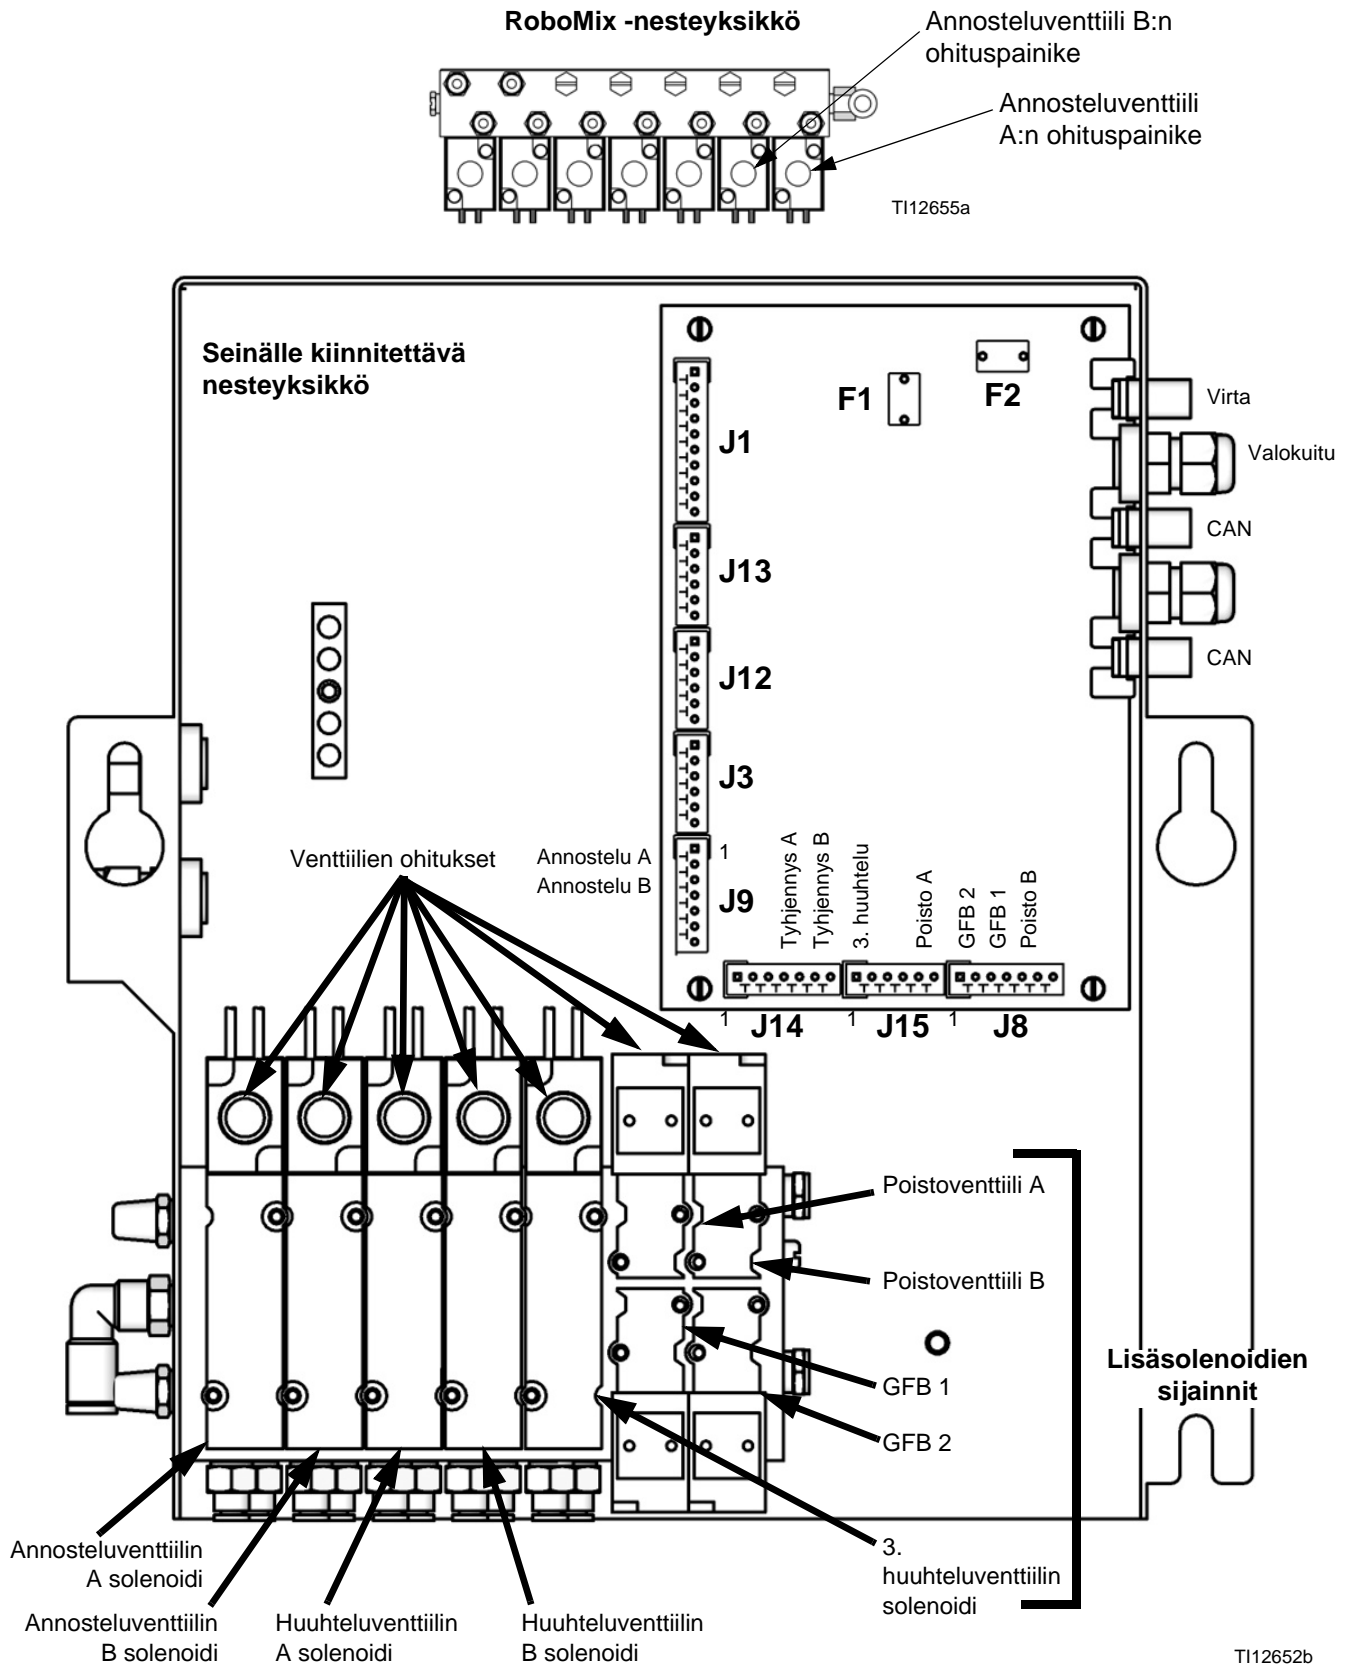 RoboMix -nesteyksikkö
Annosteluventtiili B:n
ohituspainike
Annosteluventtiili
A:n ohituspainike
TI12655a
Seinälle kiinnitettävä
nesteyksikkö
F1
F2
J1
J13
J12
J3
J9
Virta
Valokuitu
CAN
CAN
Venttiilien ohitukset
Annostelu A
Annostelu B
1
Tyhjennys A
Tyhjennys B
3. huuhtelu
Poisto A
GFB 2
GFB 1
Poisto B
1
J14
1
J15
1
J8
Poistoventtiili A
Poistoventtiili B
GFB 1
GFB 2
Lisäsolenoidien
sijainnit
3.
huuhteluventtiilin
solenoidi
Annosteluventtiilin
A solenoidi
Annosteluventtiilin
B solenoidi
Huuhteluventtiilin
A solenoidi
Huuhteluventtiilin
B solenoidi
TI12652b